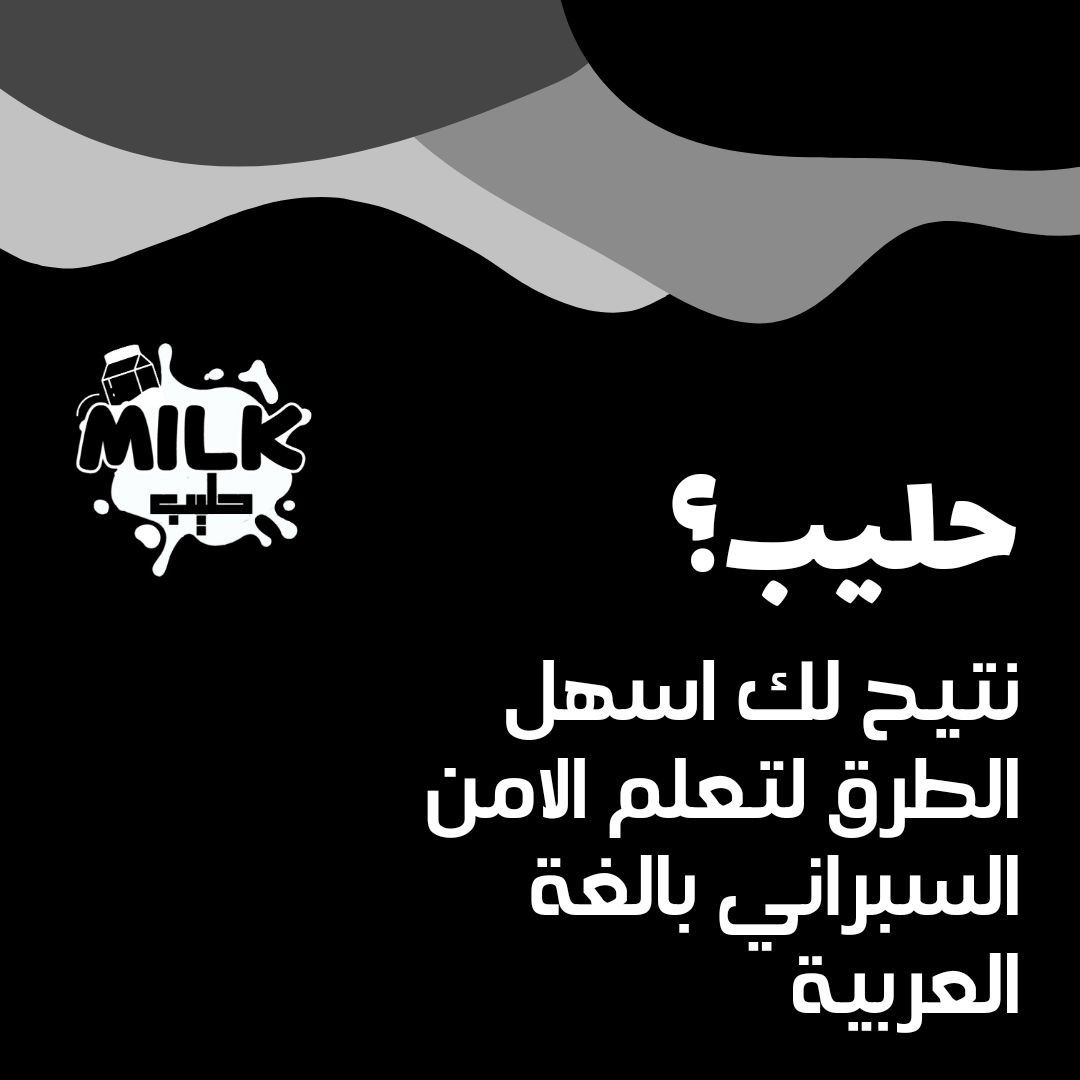 MILK
حليب
حليب؟
نتيح لك اسهل
الطرق لتعلم الامن
السبراني بالغة
العربية